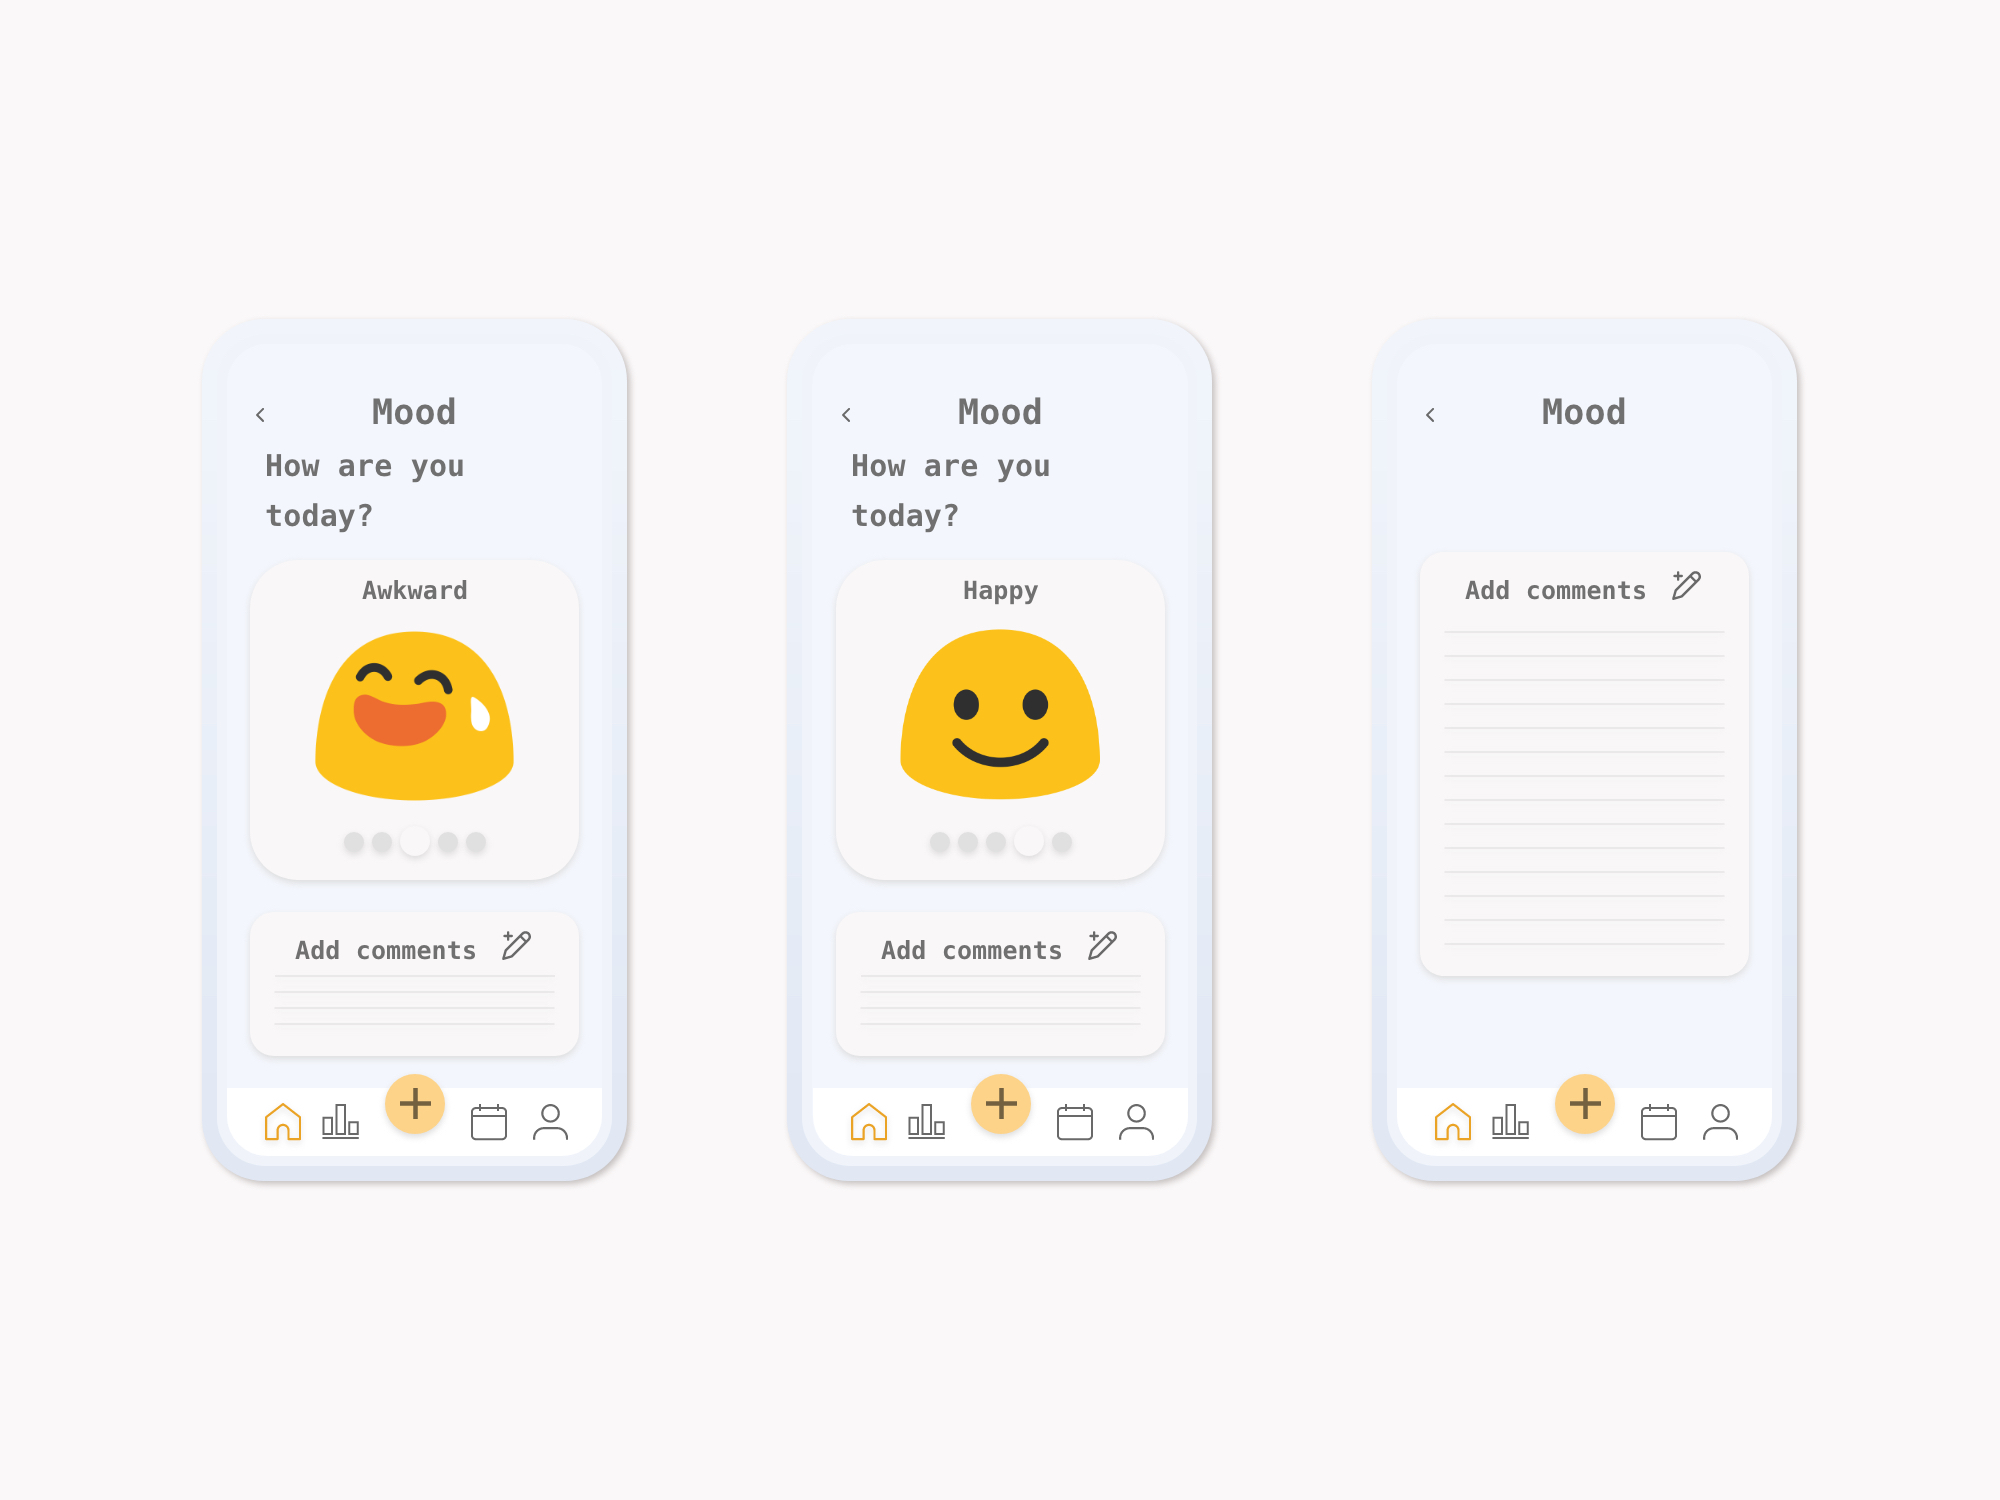 Mood
How are you
today?
Awkward
Add comments
Mood
How are you
today?
Happy
Add comments
Mood
Add comments